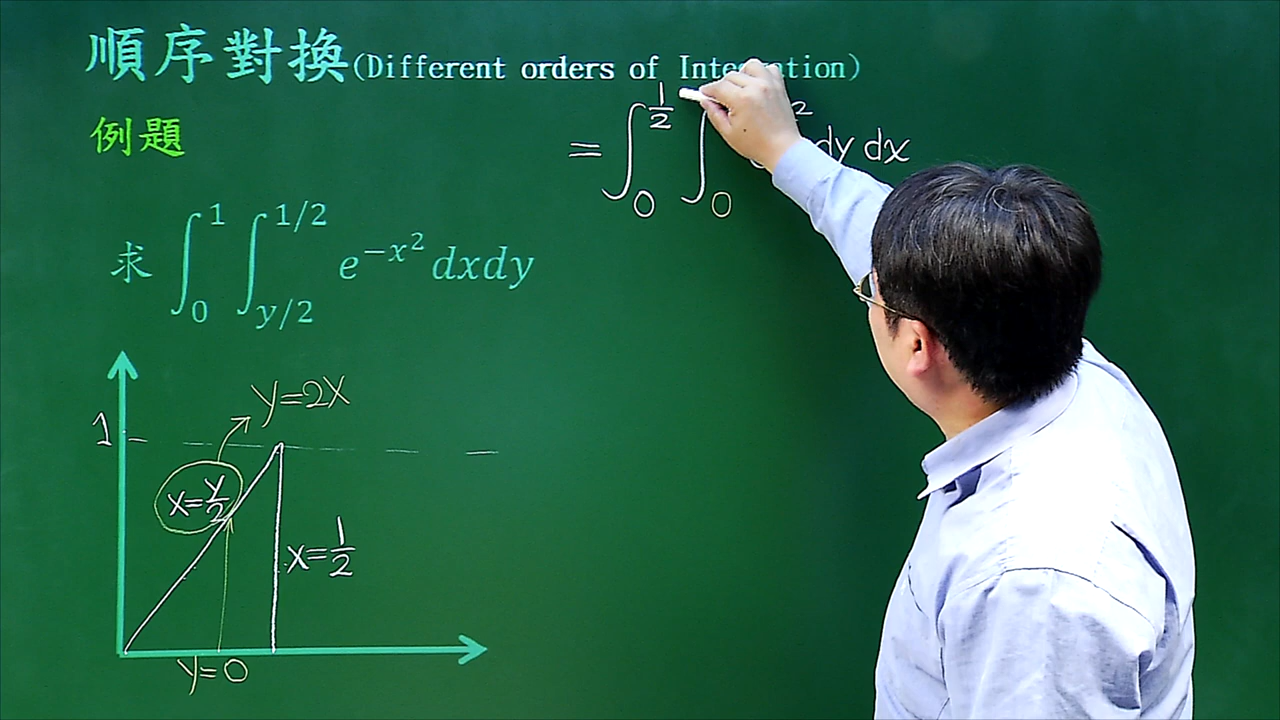 順序對換(Different orders of Integration)
例題
求 ∫_0^1 ∫_{y/2}^{1/2} e^{-x^2} dxdy
= ∫_0^{1/2} ∫_0 2 dy dx
y=2x
1
x=y/2
x=1/2
y=0